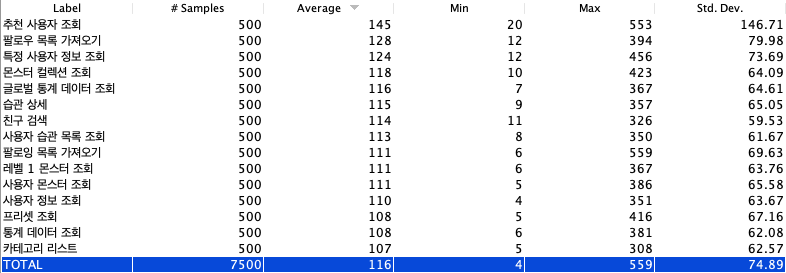 Label # Samples Average Min Max Std. Dev.
추천 사용자 조회 500 145 20 553 146.71
팔로우 목록 가져오기 500 128 12 394 79.98
특정 사용자 정보 조회 500 124 12 456 73.69
몬스터 컬렉션 조회 500 118 10 423 64.09
글로벌 통계 데이터 조회 500 116 7 367 64.61
습관 상세 500 115 9 357 65.05
친구 검색 500 114 11 326 59.53
사용자 습관 목록 조회 500 113 8 350 61.67
팔로잉 목록 가져오기 500 111 6 559 69.63
레벨 1 몬스터 조회 500 111 6 367 63.76
사용자 몬스터 조회 500 111 5 386 65.58
사용자 정보 조회 500 110 4 351 63.67
프리셋 조회 500 108 5 416 67.16
통계 데이터 조회 500 108 6 381 62.08
카테고리 리스트 500 107 5 308 62.57
TOTAL 7500 116 4 559 74.89